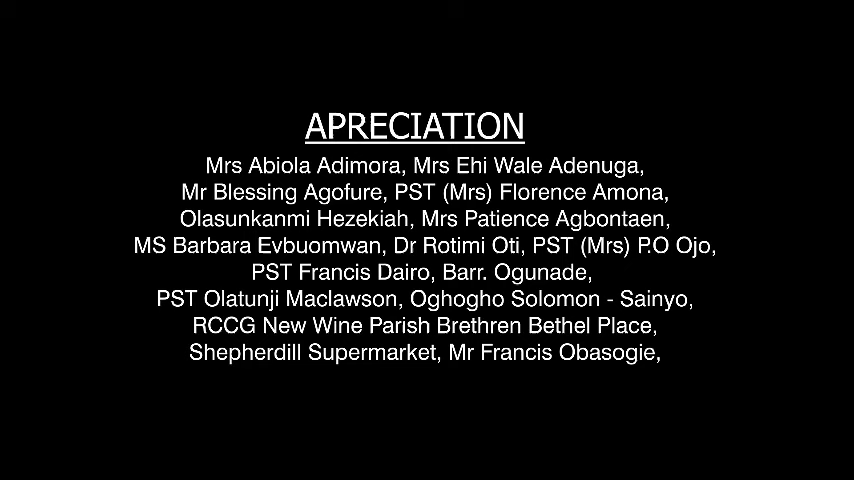 APRECIATION
Mrs Abiola Adimora, Mrs Ehi Wale Adenuga,
Mr Blessing Agofure, PST (Mrs) Florence Amona,
Olasunkanmi Hezekiah, Mrs Patience Agbontaen,
MS Barbara Evbuomwan, Dr Rotimi Oti, PST (Mrs) P.O Ojo,
PST Francis Dairo, Barr. Ogunade,
PST Olatunji Maclawson, Oghogho Solomon - Sainyo,
RCCG New Wine Parish Brethren Bethel Place,
Shepherdill Supermarket, Mr Francis Obasogie,